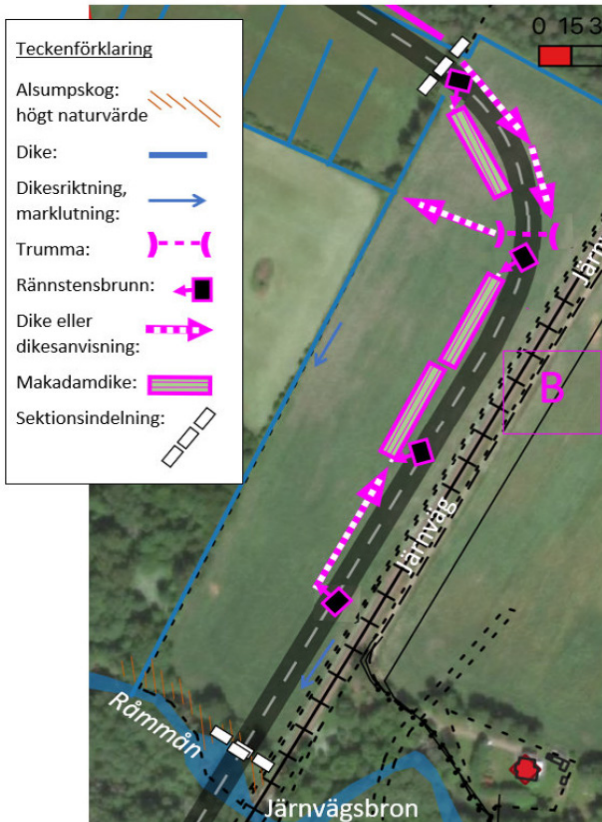 Teckenförklaring
Alsumpskog:
högt naturvärde
Dike:
Dikesriktning,
marklutning:
Trumma:
Rännstensbrunn:
Dike eller
dikesanvisning:
Makadamdike:
Sektionsindelning:
0 15 3
Järnv
B
Järnväg
Råmmån
Järnvägsbron